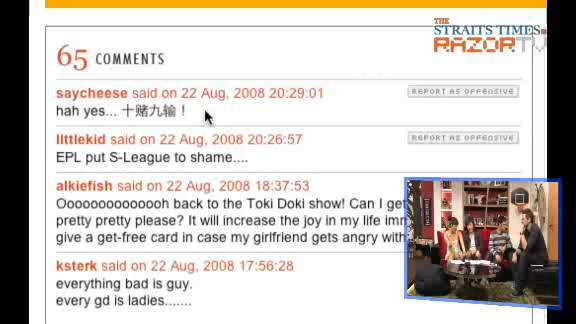 THE
STRAITS TIMES
RAZORTV
65 COMMENTS
saycheese said on 22 Aug, 2008 20:29:01
REPORT AS OFFENSIVE
hah yes... 十赌九输！
littlekid said on 22 Aug, 2008 20:26:57
REPORT AS OFFENSIVE
EPL put S-League to shame....
alkiefish said on 22 Aug, 2008 18:37:53
Ooooooooooooooh back to the Toki Doki show! Can I get
pretty pretty please? It will increase the joy in my life imm
give a get-free card in case my girlfriend gets angry with
ksterk said on 22 Aug, 2008 17:56:28
everything bad is guy.
every gd is ladies.......